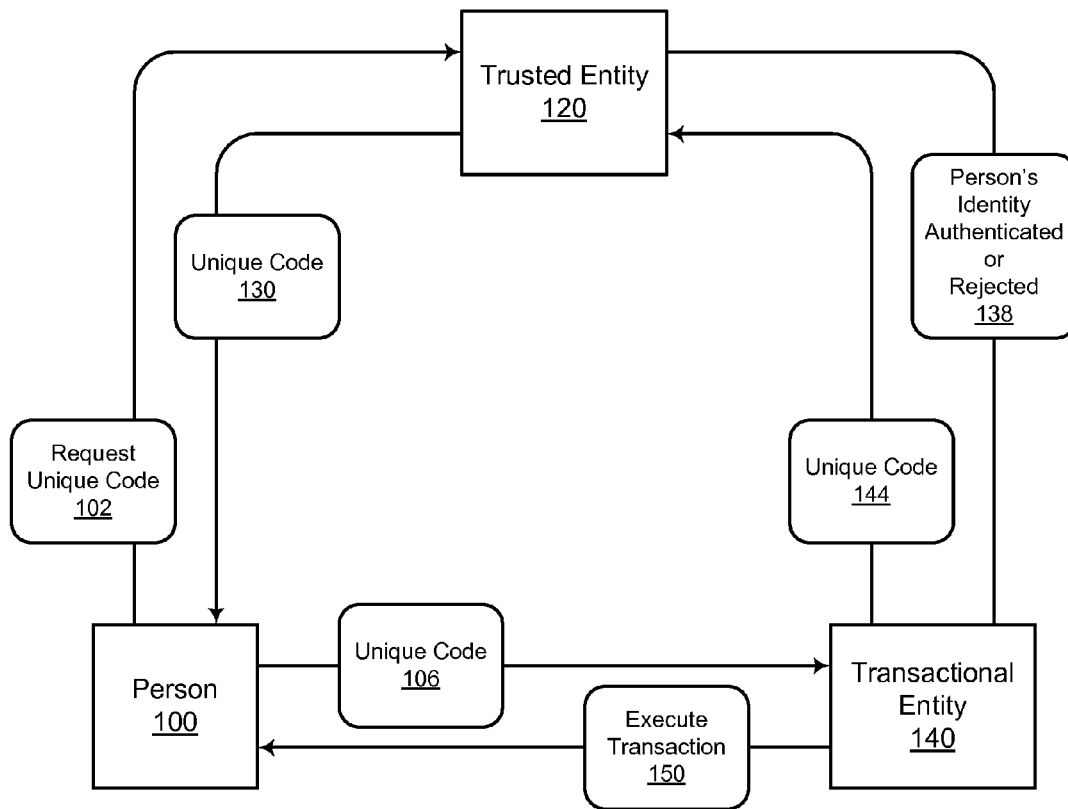 Trusted Entity
120
Person's
Identity
Authenticated
or
Rejected
138
Unique Code
130
Request
Unique Code
102
Unique Code
144
Person
100
Unique Code
106
Execute
Transaction
150
Transactional
Entity
140